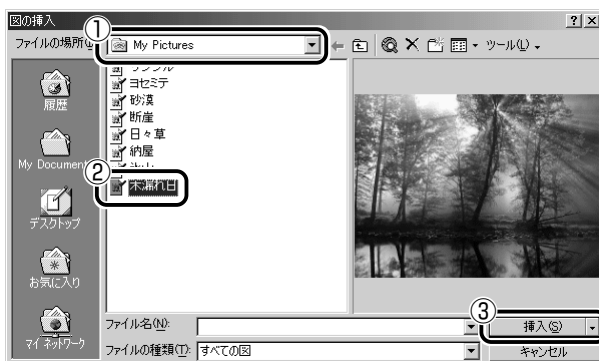 図の挿入
ファイルの場所(I):
① My Pictures
ツール(L)
ヨセミテ
砂漠
断崖
日々草
納屋
② 木漏れ日
履歴
My Document
デスクトップ
お気に入り
マイ ネットワーク
ファイル名(N):
③ 挿入(S)
ファイルの種類(T): すべての図
キャンセル